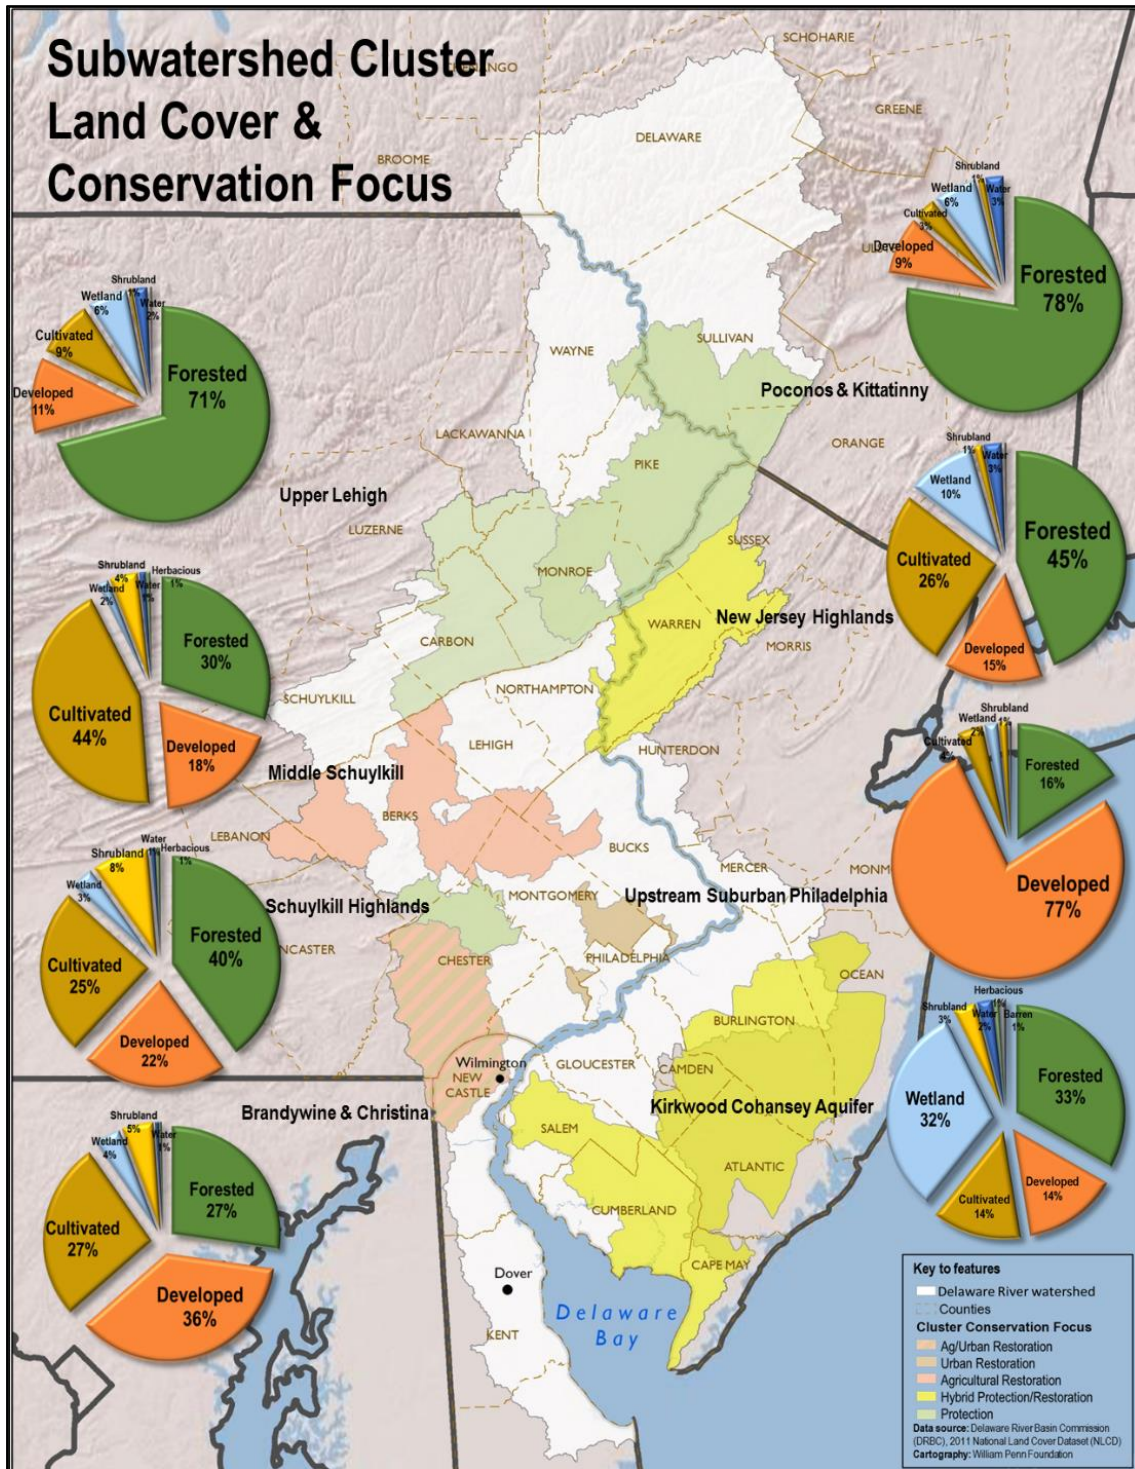 Subwatershed Cluster
Land Cover &
Conservation Focus
SCHOHARIE
GREENE
DELAWARE
BROOME
Shrubland
1%
Water
3%
Wetland
6%
Cultivated
3%
Developed
9%
Forested
78%
Shrubland
1%
Water
2%
Wetland
6%
Cultivated
9%
Developed
11%
Forested
71%
WAYNE
SULLIVAN
Poconos & Kittatinny
ORANGE
LACKAWANNA
PIKE
Upper Lehigh
LUZERNE
Shrubland
1%
Water
3%
Wetland
10%
Cultivated
26%
Forested
45%
Developed
15%
SUSSEX
MONROE
WARREN
New Jersey Highlands
MORRIS
CARBON
Shrubland
4%
Herbacious
1%
Wetland
2%
Water
1%
Forested
30%
Cultivated
44%
Developed
18%
SCHUYLKILL
NORTHAMPTON
LEHIGH
HUNTERDON
Middle Schuylkill
BERKS
LEBANON
BUCKS
MERCER
MONM
Shrubland
1%
Wetland
2%
Cultivated
Forested
16%
Developed
77%
Upstream Suburban Philadelphia
Schuylkill Highlands
MONTGOMERY
PHILADELPHIA
CHESTER
NCASTER
Water
1%
Herbacious
1%
Shrubland
8%
Wetland
3%
Cultivated
25%
Forested
40%
Developed
22%
OCEAN
BURLINGTON
GLOUCESTER
CAMDEN
Wilmington
NEW
CASTLE
Brandywine & Christina
Kirkwood Cohansey Aquifer
SALEM
ATLANTIC
CUMBERLAND
CAPE MAY
Herbacious
1%
Shrubland
3%
Water
2%
Barren
1%
Forested
33%
Wetland
32%
Cultivated
14%
Developed
14%
Shrubland
5%
Wetland
4%
Water
1%
Forested
27%
Cultivated
27%
Developed
36%
Dover
KENT
Delaware
Bay
Key to features
Delaware River watershed
Counties
Cluster Conservation Focus
Ag/Urban Restoration
Urban Restoration
Agricultural Restoration
Hybrid Protection/Restoration
Protection
Data source: Delaware River Basin Commission
(DRBC), 2011 National Land Cover Dataset (NLCD)
Cartography: William Penn Foundation